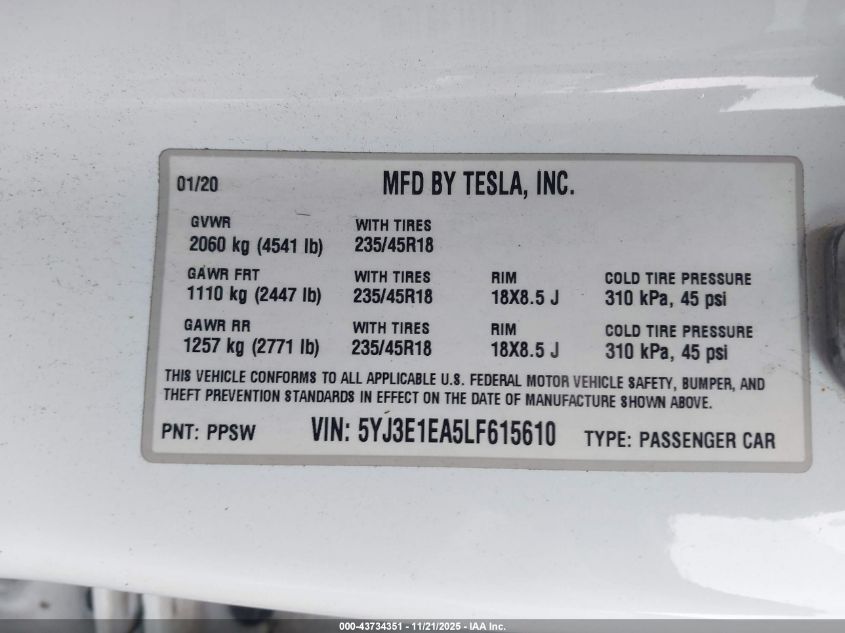 01/20 MFD BY TESLA, INC.
GVWR WITH TIRES
2060 kg (4541 lb) 235/45R18
GAWR FRT WITH TIRES RIM COLD TIRE PRESSURE
1110 kg (2447 lb) 235/45R18 18X8.5 J 310 kPa, 45 psi
GAWR RR WITH TIRES RIM COLD TIRE PRESSURE
1257 kg (2771 lb) 235/45R18 18X8.5 J 310 kPa, 45 psi
THIS VEHICLE CONFORMS TO ALL APPLICABLE U.S. FEDERAL MOTOR VEHICLE SAFETY, BUMPER, AND
THEFT PREVENTION STANDARDS IN EFFECT ON THE DATE OF MANUFACTURE SHOWN ABOVE.
PNT: PPSW VIN: 5YJ3E1EA5LF615610 TYPE: PASSENGER CAR
000-43734351 - 11/21/2025 - IAA Inc.